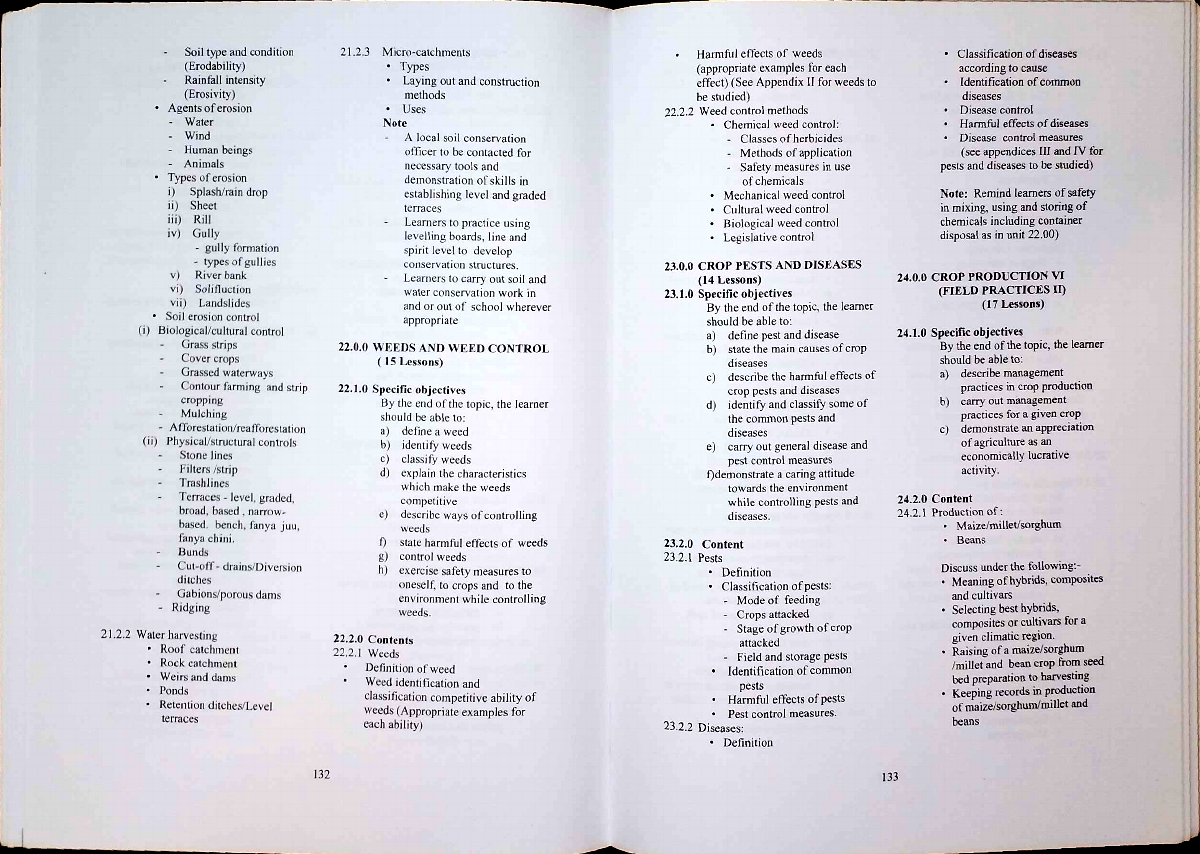 - Soil type and condition
(Erodability)
- Rainfall intensity
(Erosivity)
• Agents of erosion
- Water
- Wind
- Human beings
- Animals
• Types of erosion
i) Splash/rain drop
ii) Sheet
iii) Rill
iv) Gully
- gully formation
- types of gullies
v) River bank
vi) Solifluction
vii) Landslides
• Soil erosion control
(i) Biological/cultural control
- Grass strips
- Cover crops
- Grassed waterways
- Contour farming and strip
cropping
- Mulching
- Afforestation/reafforestation
(ii) Physical/structural controls
- Stone lines
- Filters /strip
- Trashlines
- Terraces - level, graded,
broad, based , narrow-
based. bench, fanya juu,
fanya chini.
- Bunds
- Cut-off - drains/Diversion
ditches
- Gabions/porous dams
- Ridging
21.2.2 Water harvesting
• Roof catchment
• Rock catchment
• Weirs and dams
• Ponds
• Retention ditches/Level
terraces
21.2.3 Micro-catchments
• Types
• Laying out and construction
methods
• Uses
Note
- A local soil conservation
officer to be contacted for
necessary tools and
demonstration of skills in
establishing level and graded
terraces
- Learners to practice using
levelling boards, line and
spirit level to develop
conservation structures.
- Learners to carry out soil and
water conservation work in
and or out of school wherever
appropriate
22.0.0 WEEDS AND WEED CONTROL
( 15 Lessons)
22.1.0 Specific objectives
By the end of the topic, the learner
should be able to:
a) define a weed
b) identify weeds
c) classify weeds
d) explain the characteristics
which make the weeds
competitive
e) describe ways of controlling
weeds
f) state harmful effects of weeds
g) control weeds
h) exercise safety measures to
oneself, to crops and to the
environment while controlling
weeds.
22.2.0 Contents
22.2.1 Weeds
• Definition of weed
• Weed identification and
classification competitive ability of
weeds (Appropriate examples for
each ability)
132
• Harmful effects of weeds
(appropriate examples for each
effect) (See Appendix II for weeds to
be studied)
22.2.2 Weed control methods
• Chemical weed control:
- Classes of herbicides
- Methods of application
- Safety measures in use
of chemicals
• Mechanical weed control
• Cultural weed control
• Biological weed control
• Legislative control
23.0.0 CROP PESTS AND DISEASES
(14 Lessons)
23.1.0 Specific objectives
By the end of the topic, the learner
should be able to:
a) define pest and disease
b) state the main causes of crop
diseases
c) describe the harmful effects of
crop pests and diseases
d) identify and classify some of
the common pests and
diseases
e) carry out general disease and
pest control measures
f)demonstrate a caring attitude
towards the environment
while controlling pests and
diseases.
23.2.0 Content
23.2.1 Pests
• Definition
• Classification of pests:
- Mode of feeding
- Crops attacked
- Stage of growth of crop
attacked
- Field and storage pests
• Identification of common
pests
• Harmful effects of pests
• Pest control measures.
23.2.2 Diseases:
• Definition
• Classification of diseases
according to cause
• Identification of common
diseases
• Disease control
• Harmful effects of diseases
• Disease control measures
(see appendices III and IV for
pests and diseases to be studied)
Note: Remind learners of safety
in mixing, using and storing of
chemicals including container
disposal as in unit 22.00)
24.0.0 CROP PRODUCTION VI
(FIELD PRACTICES II)
(17 Lessons)
24.1.0 Specific objectives
By the end of the topic, the learner
should be able to:
a) describe management
practices in crop production
b) carry out management
practices for a given crop
c) demonstrate an appreciation
of agriculture as an
economically lucrative
activity.
24.2.0 Content
24.2.1 Production of :
• Maize/millet/sorghum
• Beans
Discuss under the following:-
• Meaning of hybrids, composites
and cultivars
• Selecting best hybrids,
composites or cultivars for a
given climatic region.
• Raising of a maize/sorghum
/millet and bean crop from seed
bed preparation to harvesting
• Keeping records in production
of maize/sorghum/millet and
beans
133